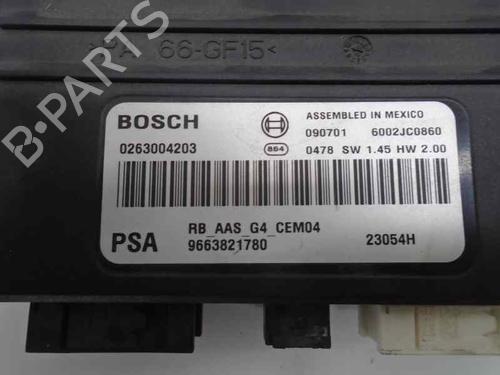 >PA 66-GF15<
BOSCH
ASSEMBLED IN MEXICO
090701 6002JC0860
0263004203
864
0478 SW 1.45 HW 2.00
PSA
RB_AAS_G4_CEM04
9663821780
23054H
B-Parts